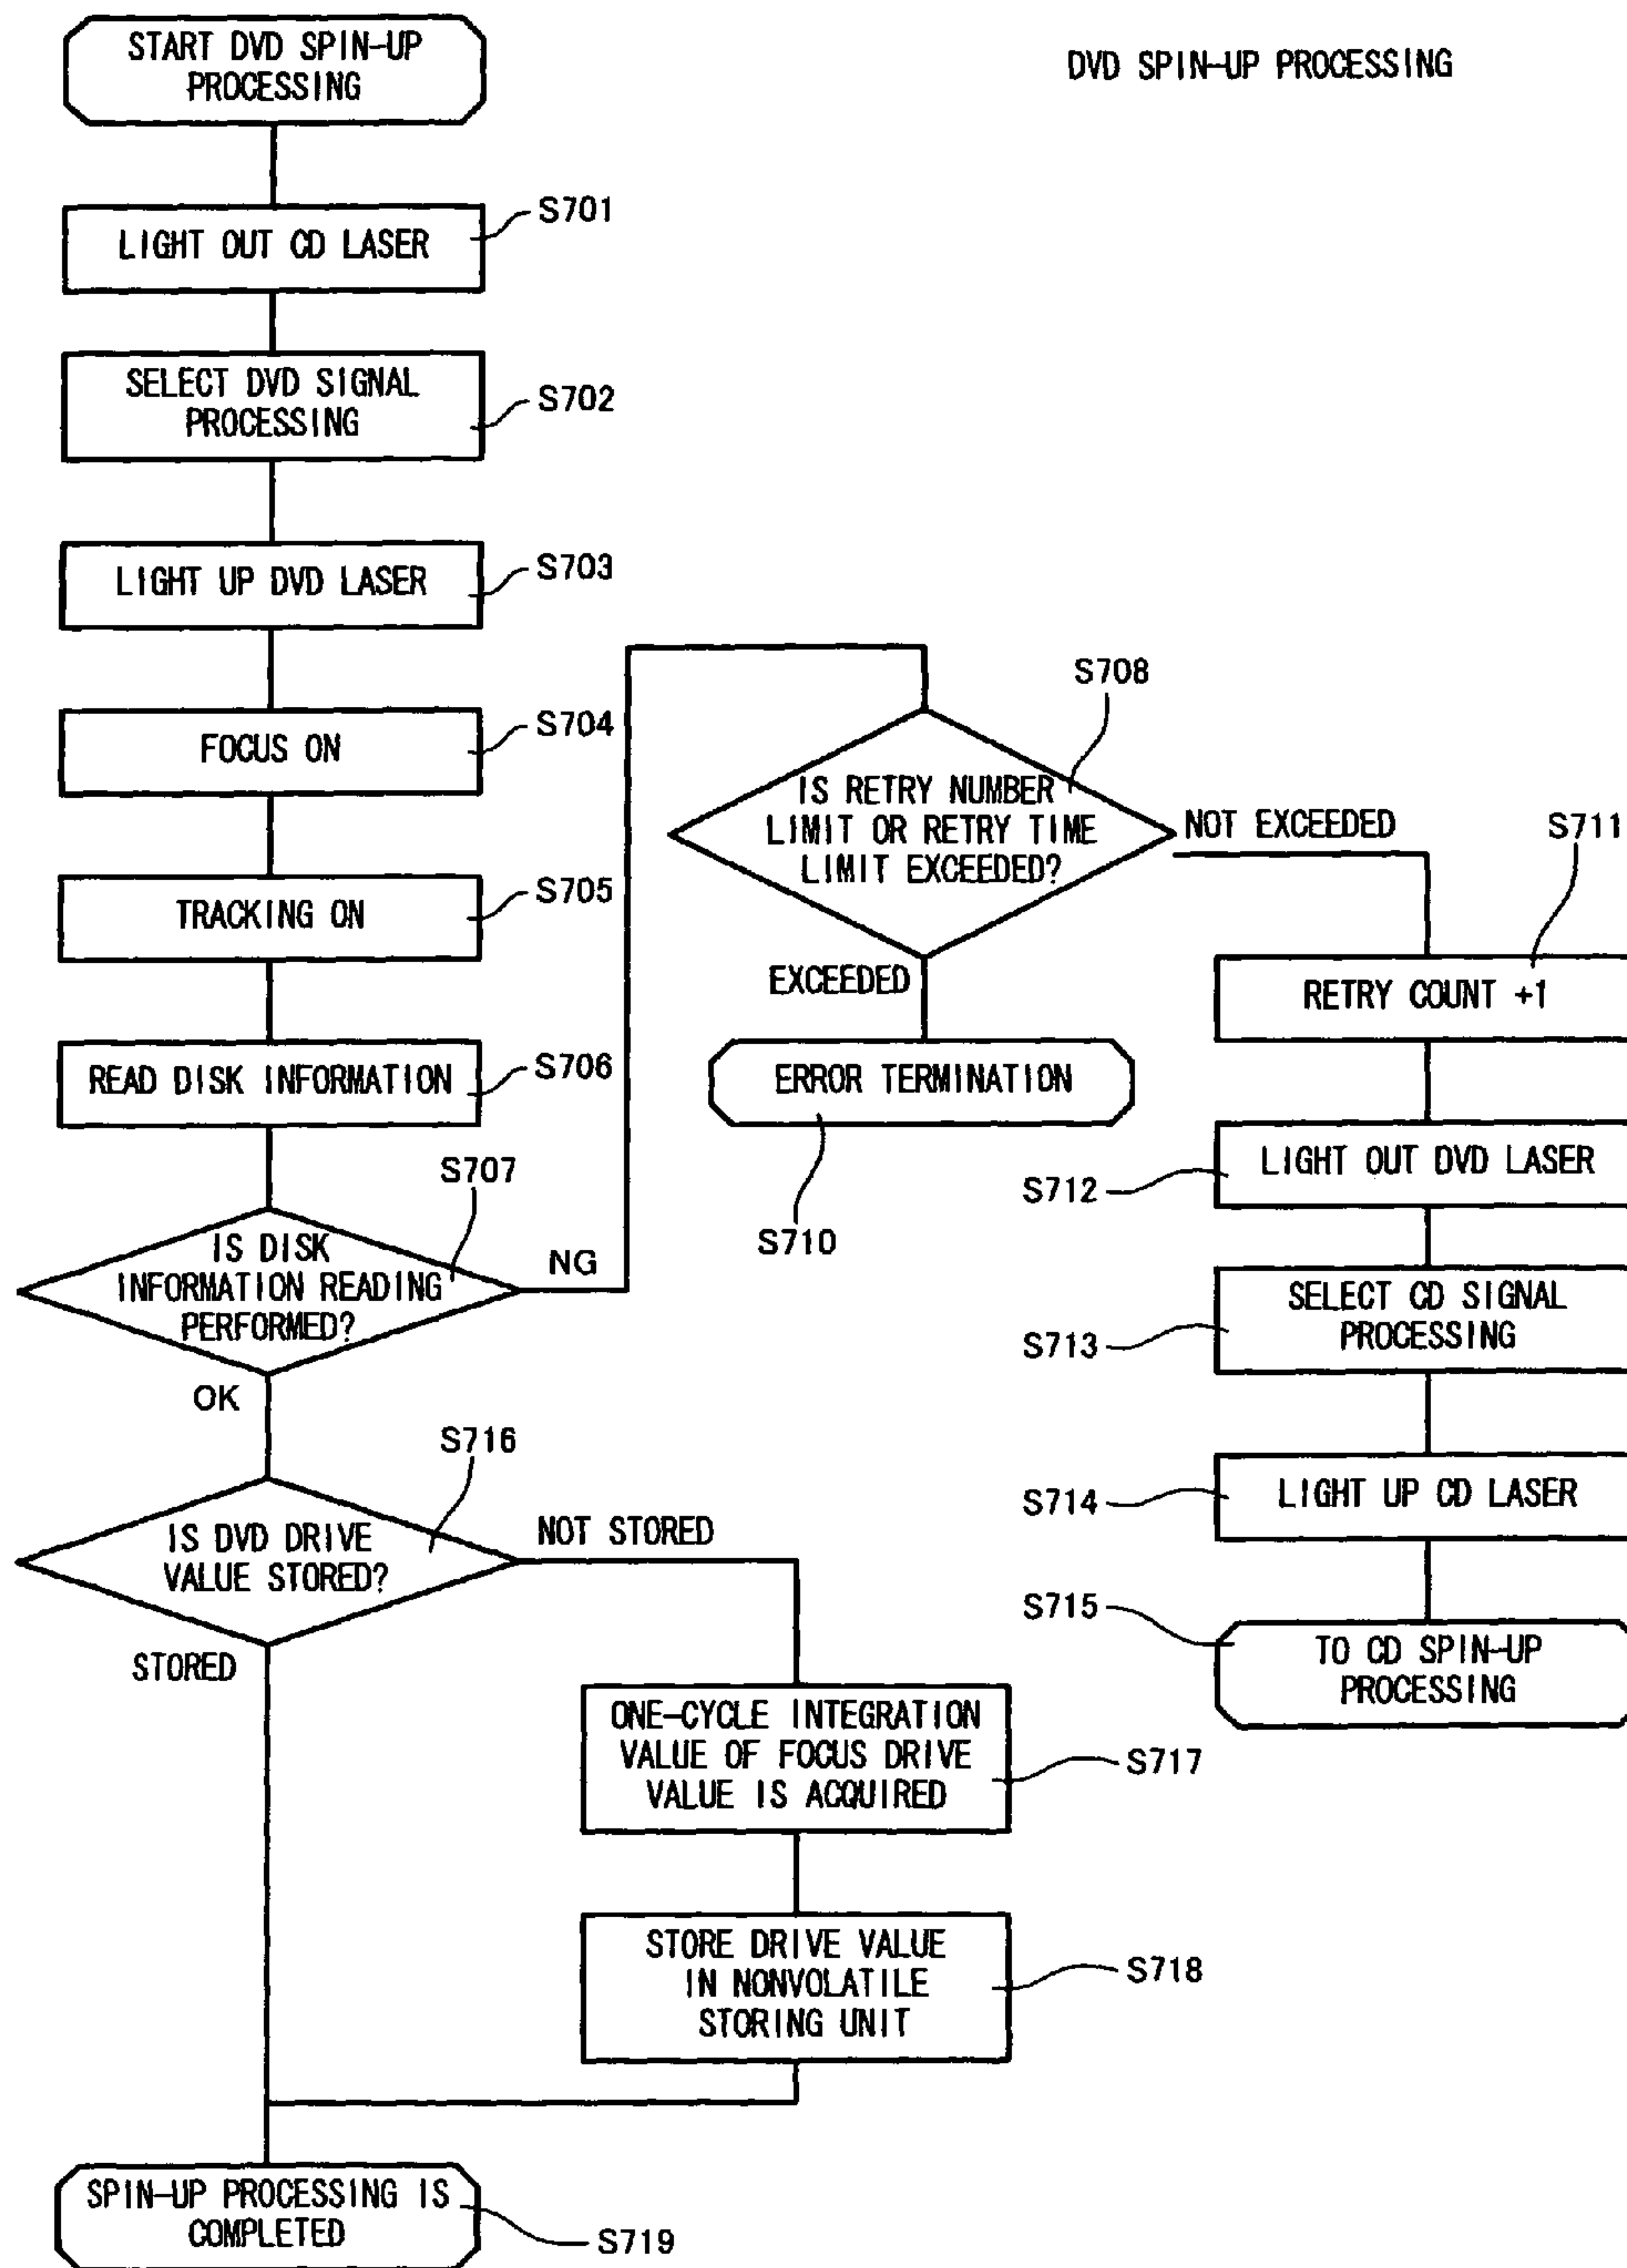 START DVD SPIN-UP
PROCESSING
DVD SPIN-UP PROCESSING
S701
LIGHT OUT CD LASER
SELECT DVD SIGNAL
PROCESSING
S702
LIGHT UP DVD LASER
S703
FOCUS ON
S704
TRACKING ON
S705
READ DISK INFORMATION
S706
S707
IS DISK
INFORMATION READING
PERFORMED?
NG
OK
S708
IS RETRY NUMBER
LIMIT OR RETRY TIME
LIMIT EXCEEDED?
NOT EXCEEDED
EXCEEDED
ERROR TERMINATION
S710
S711
RETRY COUNT +1
LIGHT OUT DVD LASER
S712
SELECT CD SIGNAL
PROCESSING
S713
LIGHT UP CD LASER
S714
S715
TO CD SPIN-UP
PROCESSING
S716
IS DVD DRIVE
VALUE STORED?
NOT STORED
STORED
ONE-CYCLE INTEGRATION
VALUE OF FOCUS DRIVE
VALUE IS ACQUIRED
S717
STORE DRIVE VALUE
IN NONVOLATILE
STORING UNIT
S718
SPIN-UP PROCESSING IS
COMPLETED
S719